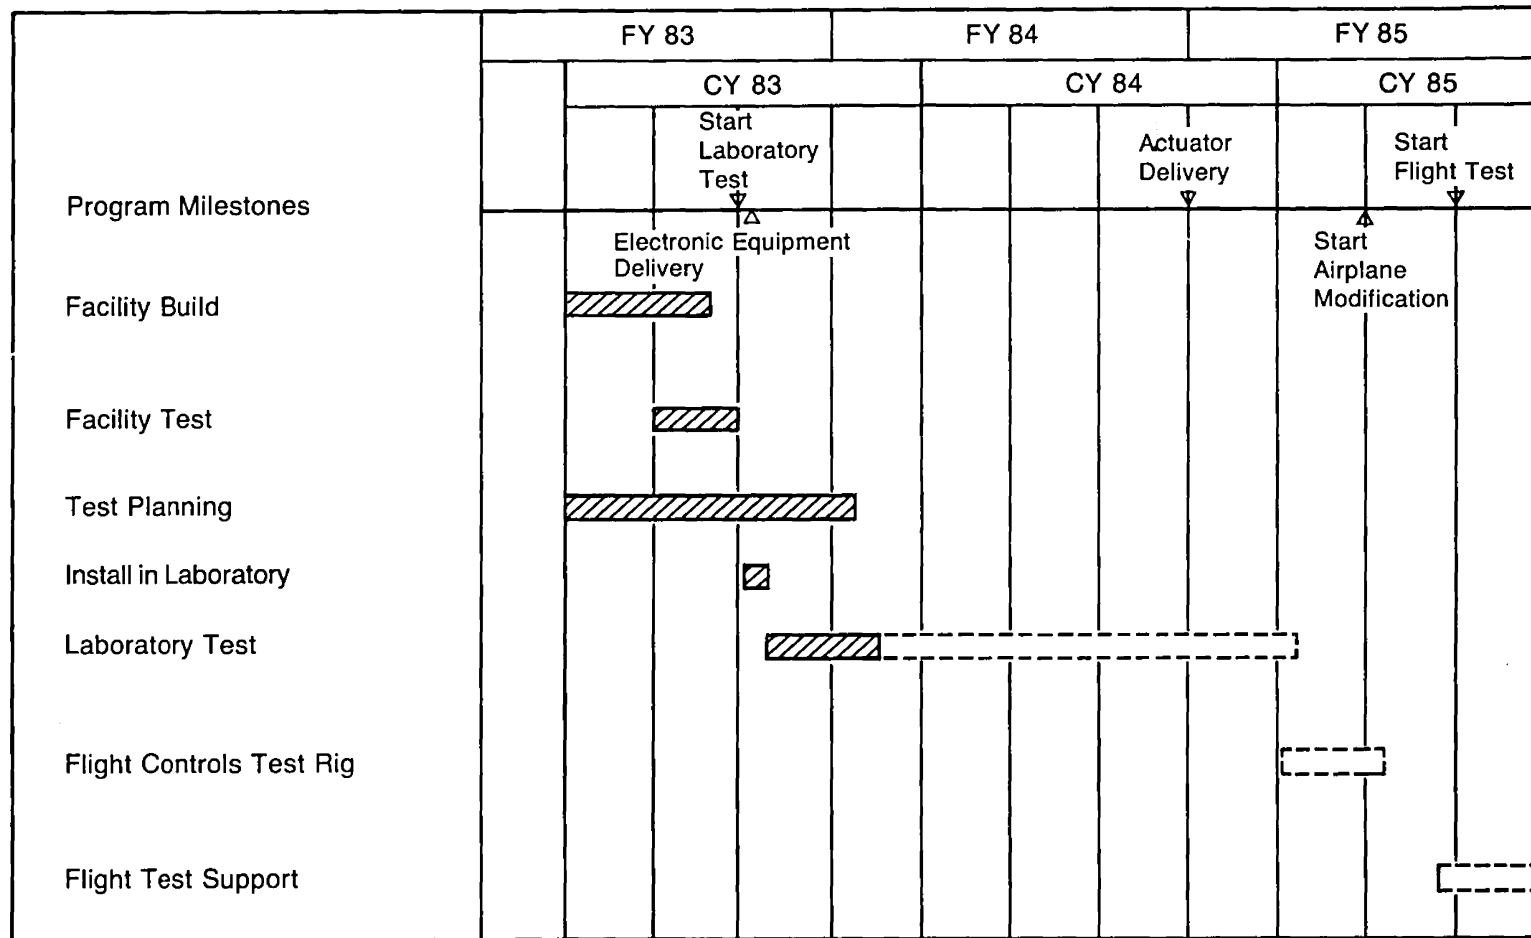 FY 83 FY 84 FY 85
CY 83 CY 84 CY 85
Start
Laboratory
Test
Actuator
Delivery
Start
Flight Test
Program Milestones
Electronic Equipment
Delivery
Start
Airplane
Modification
Facility Build
Facility Test
Test Planning
Install in Laboratory
Laboratory Test
Flight Controls Test Rig
Flight Test Support